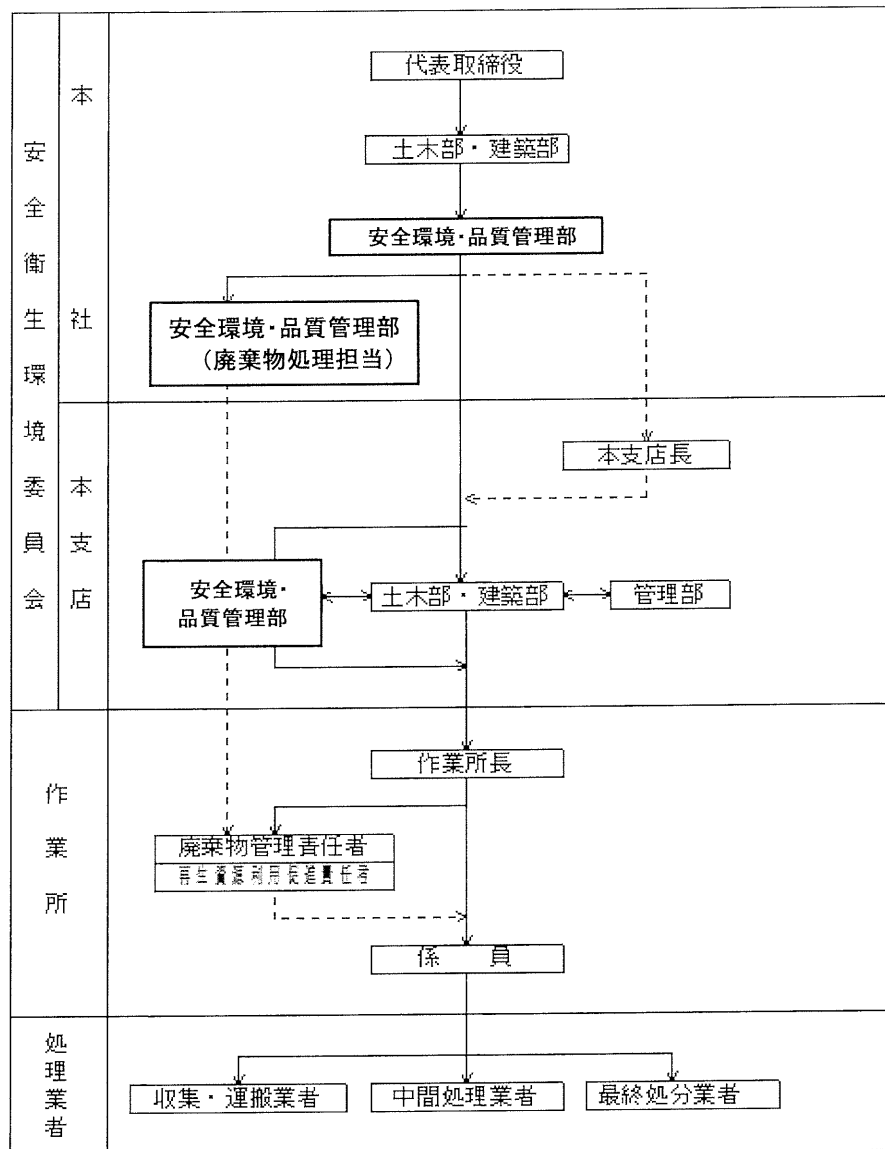 安全衛生環境委員会
本社
代表取締役
土木部・建築部
安全環境・品質管理部
安全環境・品質管理部
(廃棄物処理担当)
本支店
本支店長
安全環境・
品質管理部
土木部・建築部
管理部
作業所
作業所長
廃棄物管理責任者
再生資源利用促進責任者
係 員
処理業者
収集・運搬業者
中間処理業者
最終処分業者